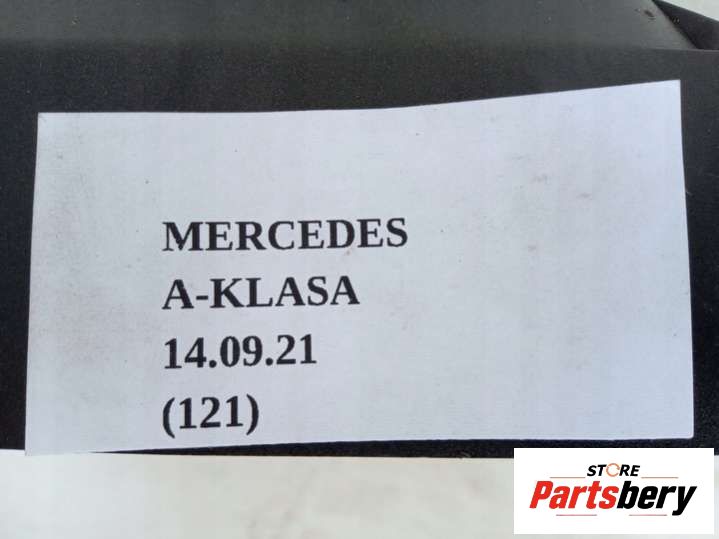 MERCEDES
A-KLASA
14.09.21
(121)
STORE
Partsbery